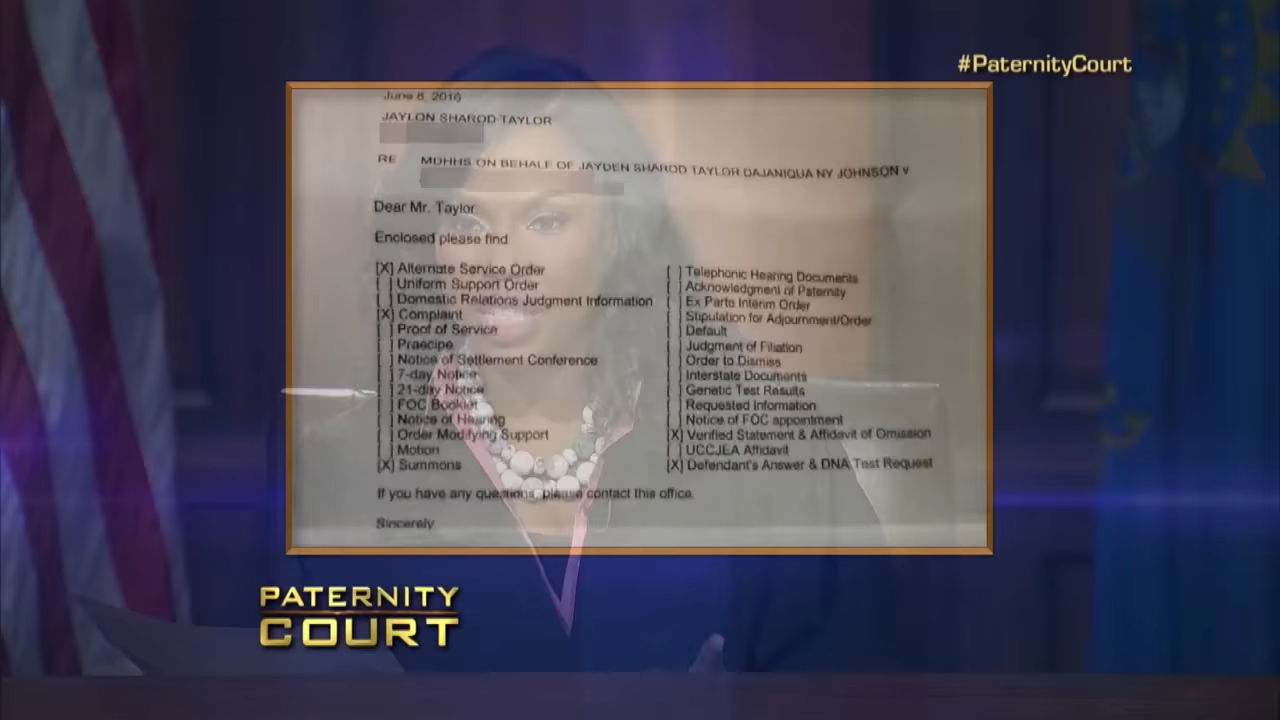 #PaternityCourt
June 8, 2016
JAYLON SHAROD TAYLOR
RE MDHHS ON BEHALF OF JAYDEN SHAROD TAYLOR DAJANIQUA NY JOHNSON v
Dear Mr. Taylor
Enclosed please find
[X] Alternate Service Order
[ ] Uniform Support Order
[ ] Domestic Relations Judgment Information
[X] Complaint
[ ] Proof of Service
[ ] Praecipe
[ ] Notice of Settlement Conference
[ ] 7-day Notice
[ ] 21-day Notice
[ ] FOC Booklet
[ ] Notice of Hearing
[ ] Order Modifying Support
[ ] Motion
[X] Summons
[ ] Telephonic Hearing Documents
[ ] Acknowledgment of Paternity
[ ] Ex Parte Interim Order
[ ] Stipulation for Adjournment/Order
[ ] Default
[ ] Judgment of Filiation
[ ] Order to Dismiss
[ ] Interstate Documents
[ ] Genetic Test Results
[ ] Requested Information
[ ] Notice of FOC appointment
[X] Verified Statement & Affidavit of Omission
[ ] UCCJEA Affidavit
[X] Defendant's Answer & DNA Test Request
If you have any questions, please contact this office.
Sincerely
PATERNITY
COURT